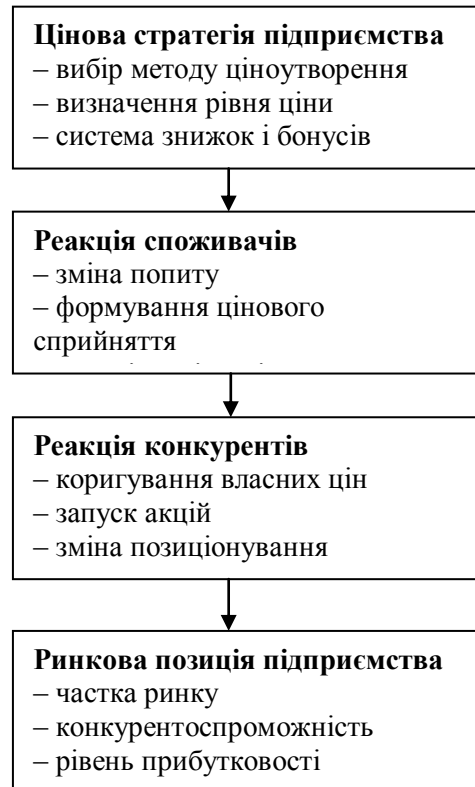 Цінова стратегія підприємства
– вибір методу ціноутворення
– визначення рівня ціни
– система знижок і бонусів
Реакція споживачів
– зміна попиту
– формування цінового
сприйняття
Реакція конкурентів
– коригування власних цін
– запуск акцій
– зміна позиціонування
Ринкова позиція підприємства
– частка ринку
– конкурентоспроможність
– рівень прибутковості